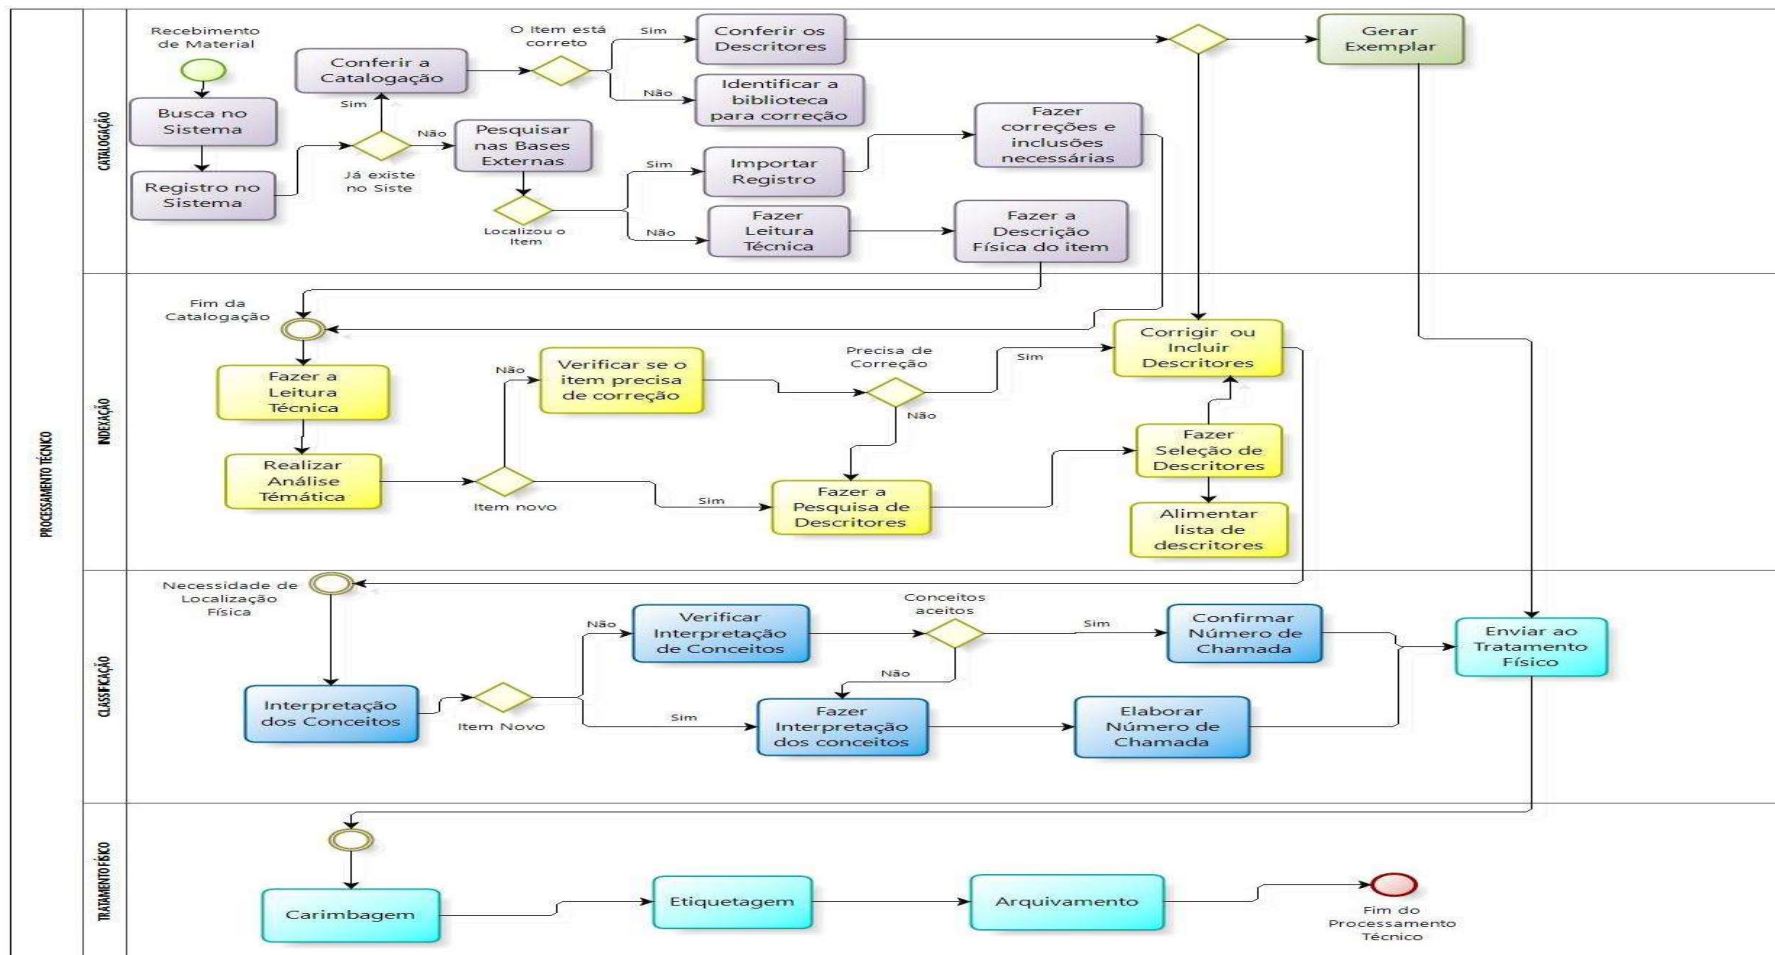 PROCESSAMENTO TÉCNICO
CATALOGAÇÃO
Recebimento
de Material
Busca no
Sistema
Registro no
Sistema
Sim
Já existe
no Siste
Não
Conferir a
Catalogação
O Item está
correto
Sim
Não
Conferir os
Descritores
Identificar a
biblioteca
para correção
Gerar
Exemplar
Pesquisar
nas Bases
Externas
Localizou o
Item
Sim
Não
Importar
Registro
Fazer
correções e
inclusões
necessárias
Fazer
Leitura
Técnica
Fazer a
Descrição
Física do item
INDEXAÇÃO
Fim da
Catalogação
Fazer a
Leitura
Técnica
Realizar
Análise
Témática
Item novo
Não
Sim
Verificar se o
item precisa
de correção
Precisa de
Correção
Sim
Não
Corrigir ou
Incluir
Descritores
Fazer a
Pesquisa de
Descritores
Fazer
Seleção de
Descritores
Alimentar
lista de
descritores
CLASSIFICAÇÃO
Necessidade de
Localização
Física
Interpretação
dos Conceitos
Item Novo
Não
Sim
Verificar
Interpretação
de Conceitos
Conceitos
aceitos
Sim
Não
Confirmar
Número de
Chamada
Fazer
Interpretação
dos conceitos
Elaborar
Número de
Chamada
Enviar ao
Tratamento
Físico
TRATAMENTO FÍSICO
Carimbagem
Etiquetagem
Arquivamento
Fim do
Processamento
Técnico